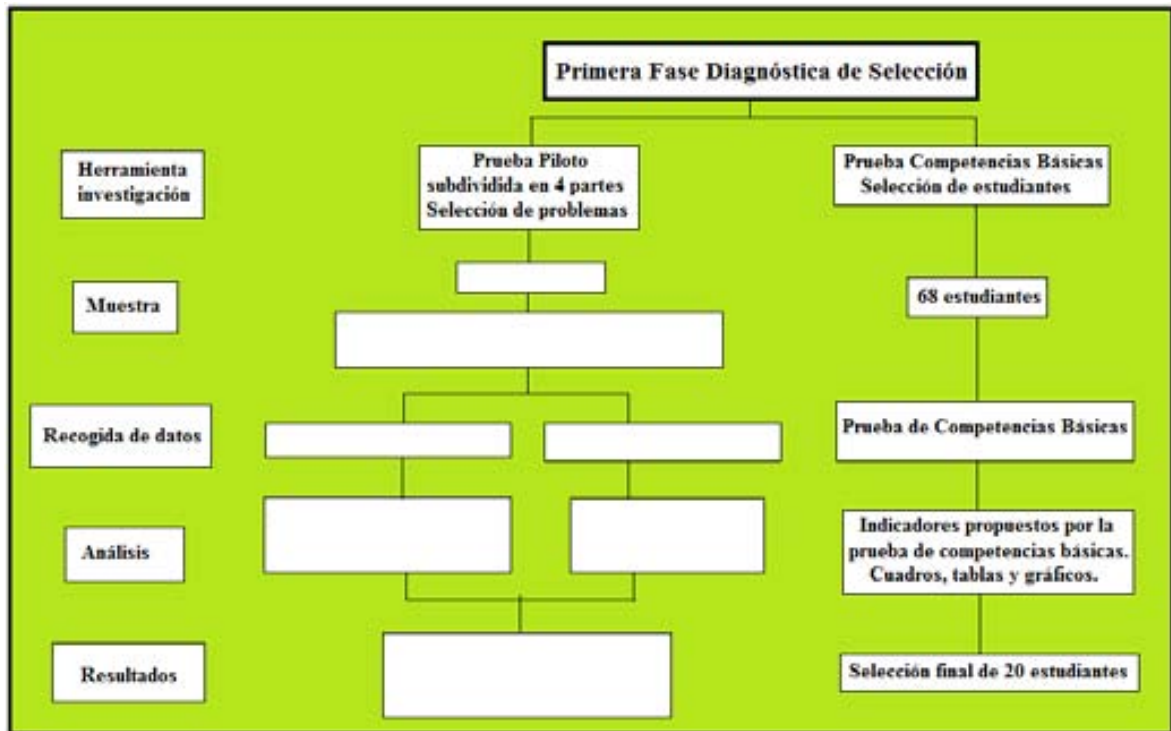 Primera Fase Diagnóstica de Selección
Herramienta
investigación
Prueba Piloto
subdividida en 4 partes
Selección de problemas
Prueba Competencias Básicas
Selección de estudiantes
Muestra
68 estudiantes
Recogida de datos
Prueba de Competencias Básicas
Análisis
Indicadores propuestos por la
prueba de competencias básicas.
Cuadros, tablas y gráficos.
Resultados
Selección final de 20 estudiantes